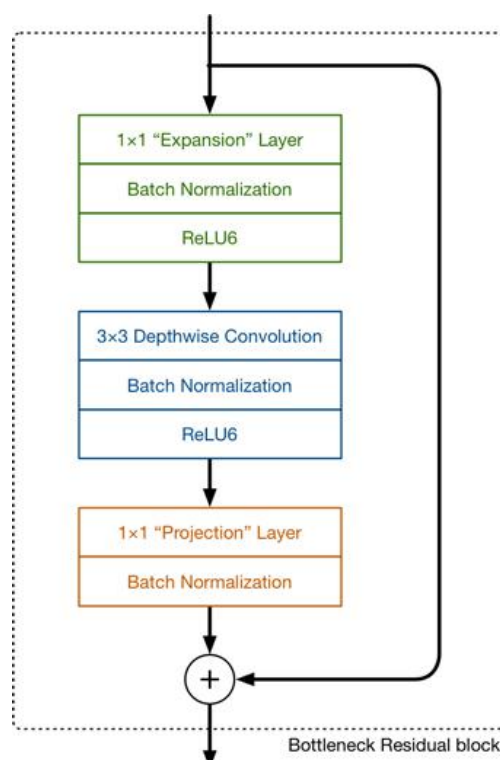 1×1 “Expansion” Layer
Batch Normalization
ReLU6
3×3 Depthwise Convolution
Batch Normalization
ReLU6
1×1 “Projection” Layer
Batch Normalization
+
Bottleneck Residual block